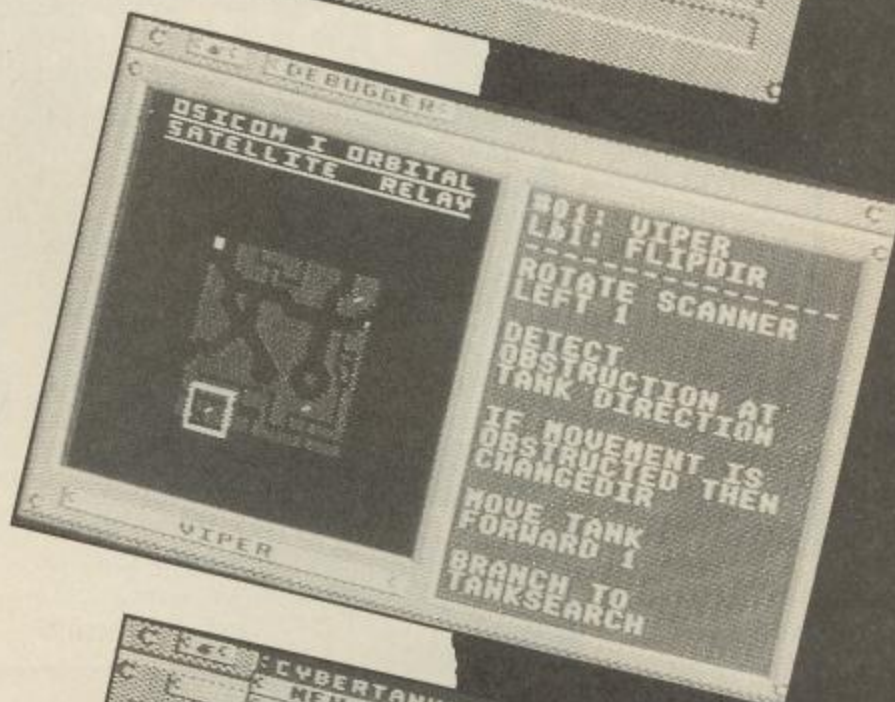 DEBUGGER
OSICOM I ORBITAL
SATELLITE RELAY
VIPER
#01: VIPER
LB1: FLIPDIR
ROTATE SCANNER
LEFT 1
DETECT
OBSTRUCTION AT
TANK DIRECTION
IF MOVEMENT IS
OBSTRUCTED THEN
CHANGEDIR
MOVE TANK
FORWARD 1
BRANCH TO
TANKSEARCH
CYBERTANK